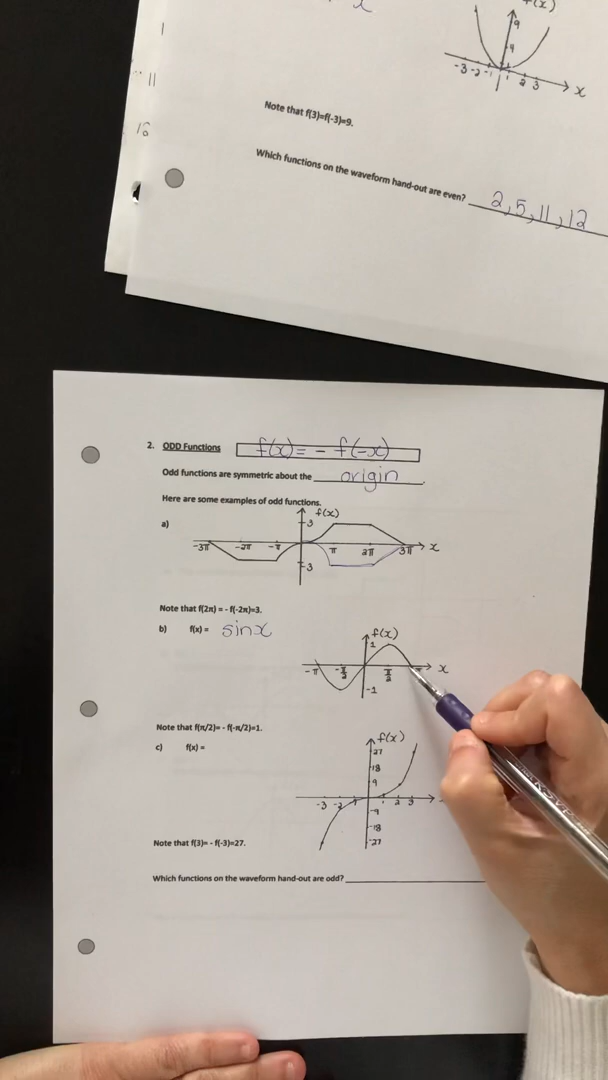 f(x)
9
4
-3 -2 -1 1 2 3 x
11
16
Note that f(3)=f(-3)=9.
Which functions on the waveform hand-out are even? 2, 5, 11, 12
2. ODD Functions f(x) = - f(-x)
Odd functions are symmetric about the origin.
Here are some examples of odd functions.
a)
f(x)
3
-3π -2π -π π 2π 3π x
-3
Note that f(2π) = - f(-2π)=3.
b) f(x) = sinx
f(x)
1
-π -π/2 π/2 x
-1
Note that f(π/2)= - f(-π/2)=1.
c) f(x) =
f(x)
27
18
9
-3 -2 1 2 3
-9
-18
-27
Note that f(3)= - f(-3)=27.
Which functions on the waveform hand-out are odd?